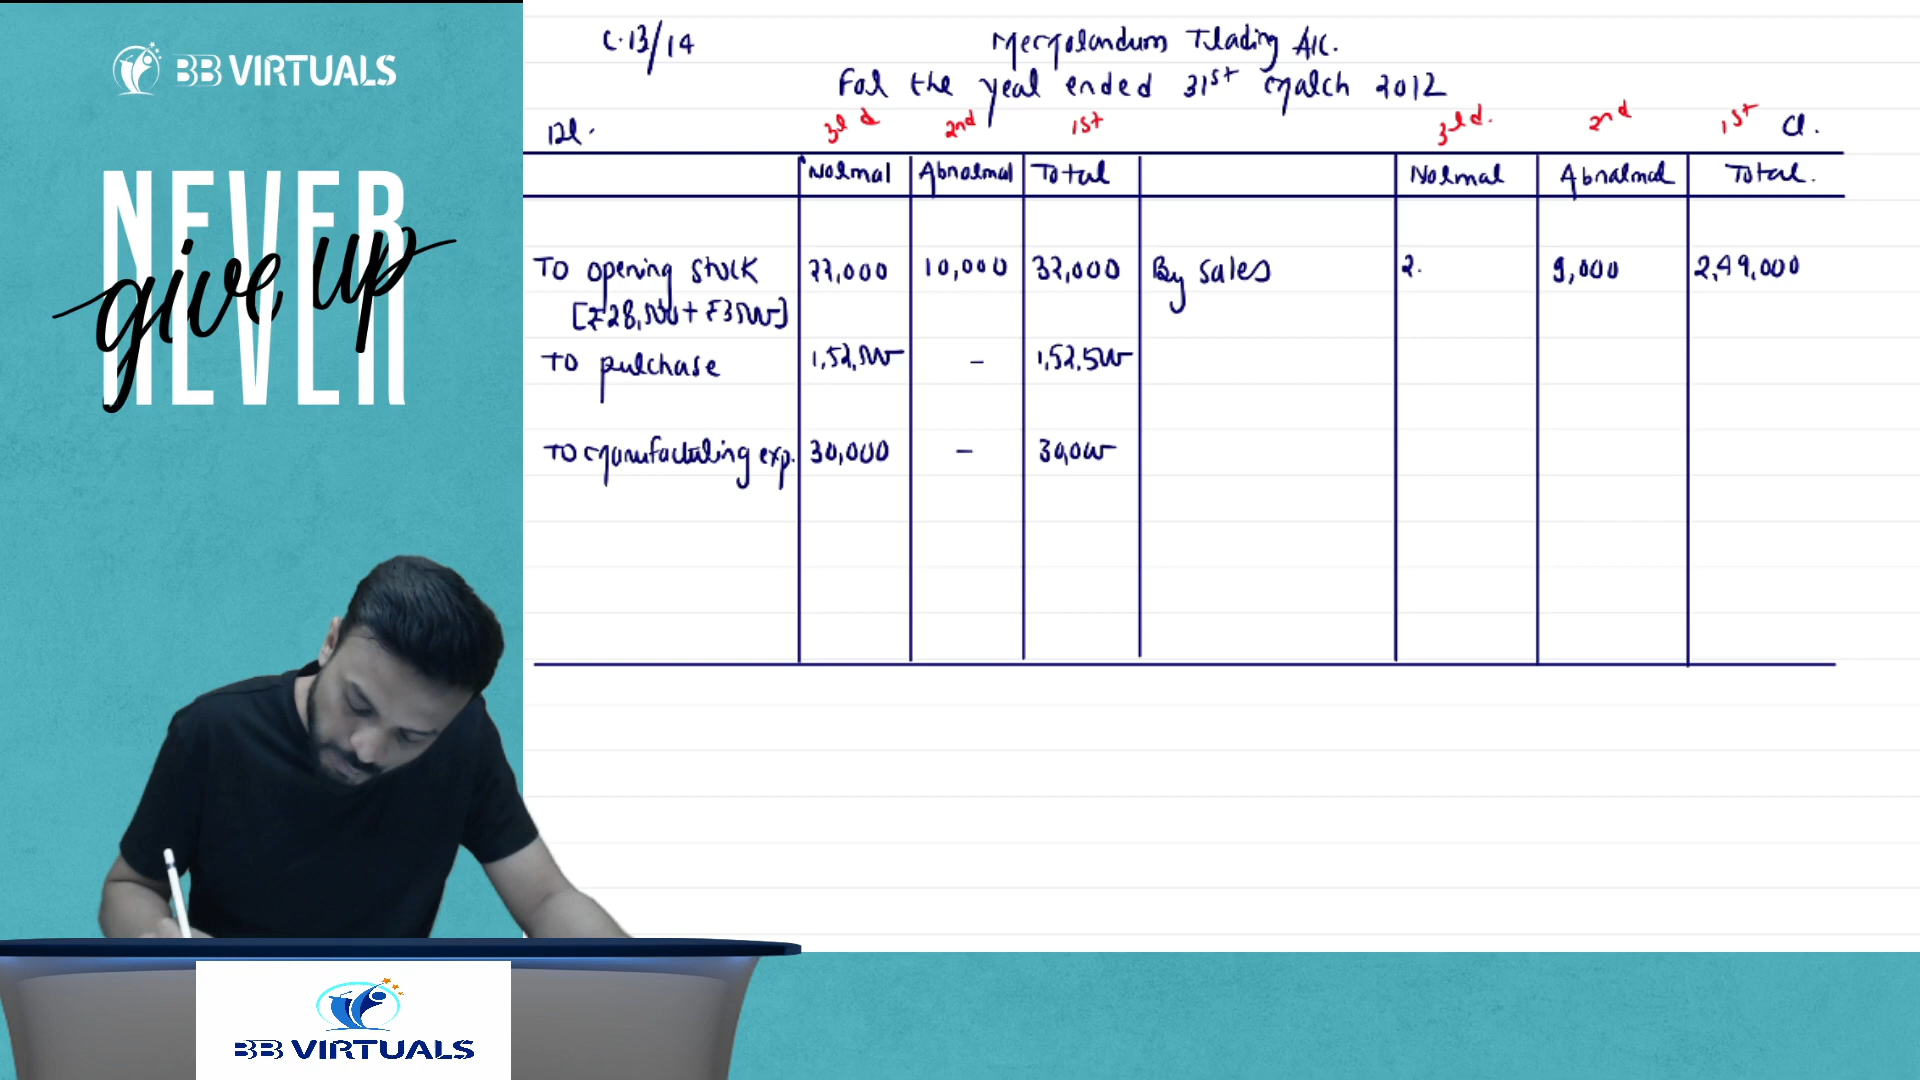 BB VIRTUALS
NEVER
give up
NEVER
C.13/14
Memorandum Trading A/c.
For the year ended 31st March 2012
Dr.
3rd
2nd
1st
3rd.
2nd
1st
Cr.
Normal
Abnormal
Total
Normal
Abnormal
Total.
To opening stock
22,000
10,000
32,000
By Sales
2.
9,000
2,49,000
[₹28,500+ ₹3500]
To purchase
1,52,500
-
1,52,500
To manufacturing exp.
30,000
-
30,000
BB VIRTUALS